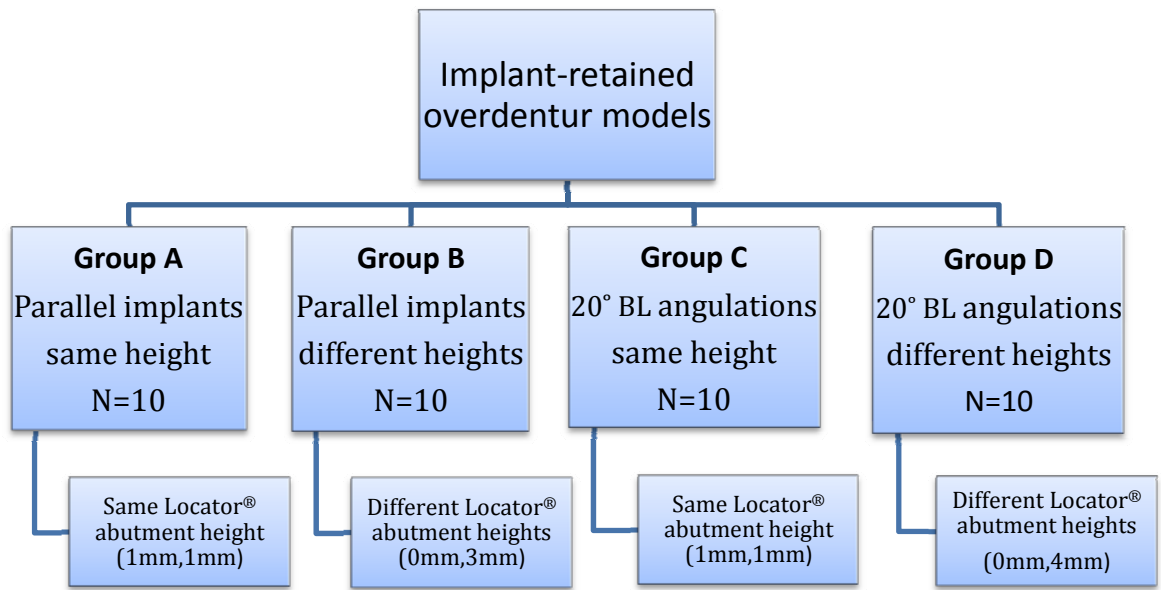 Implant-retained
overdentur models
Group A
Parallel implants
same height
N=10
Group B
Parallel implants
different heights
N=10
Group C
20° BL angulations
same height
N=10
Group D
20° BL angulations
different heights
N=10
Same Locator®
abutment height
(1mm,1mm)
Different Locator®
abutment heights
(0mm,3mm)
Same Locator®
abutment height
(1mm,1mm)
Different Locator®
abutment heights
(0mm,4mm)